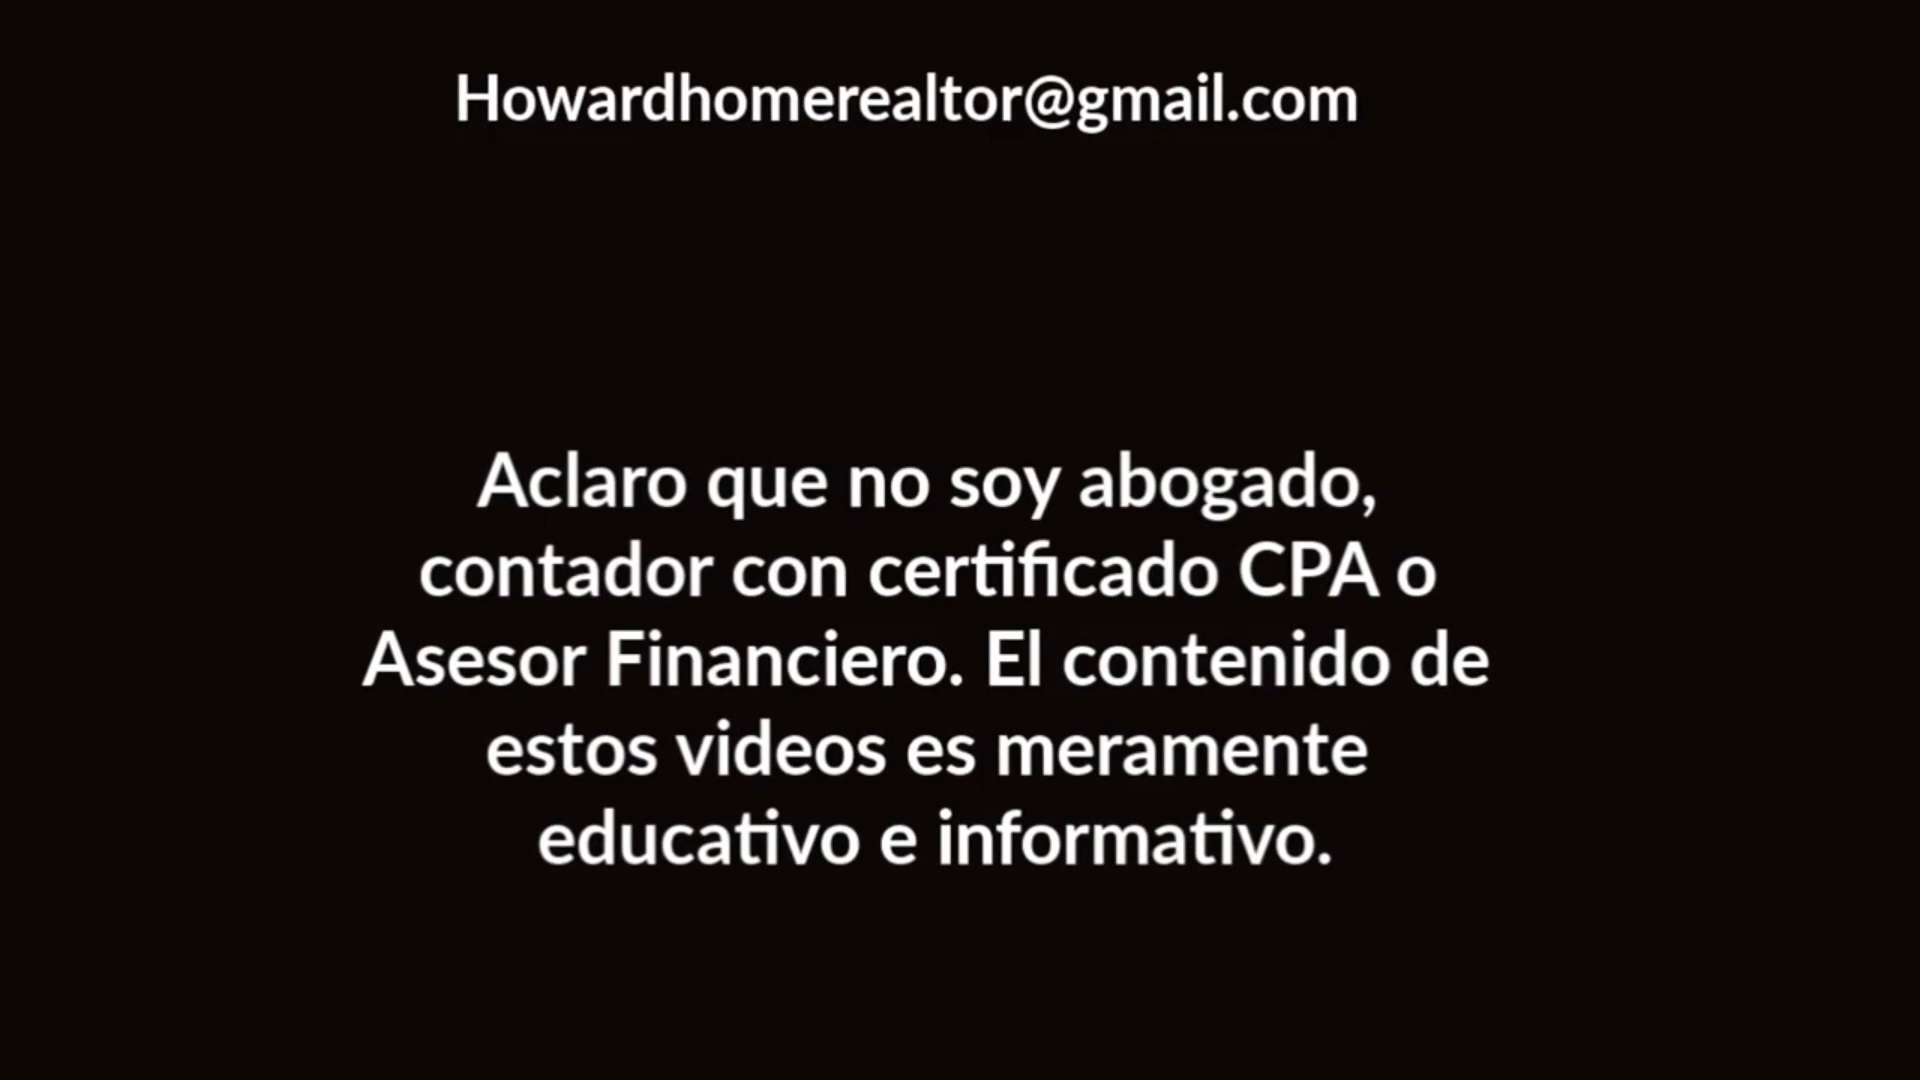 Howardhomerealtor@gmail.com
Aclaro que no soy abogado,
contador con certificado CPA o
Asesor Financiero. El contenido de
estos videos es meramente
educativo e informativo.